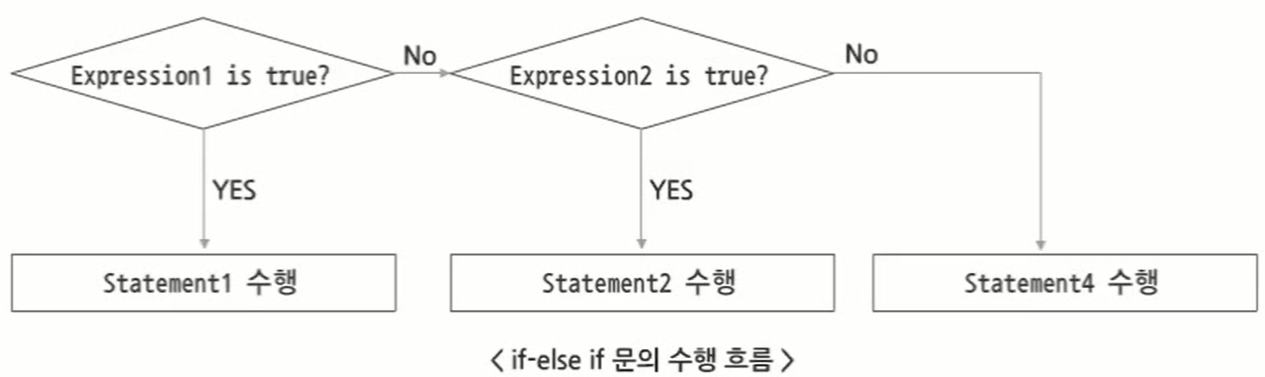 Expression1 is true?
No
Expression2 is true?
No
YES
YES
Statement1 수행
Statement2 수행
Statement4 수행
< if-else if 문의 수행 흐름 >